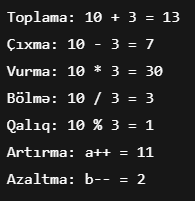 Toplama: 10 + 3 = 13
Çıxma: 10 - 3 = 7
Vurma: 10 * 3 = 30
Bölmə: 10 / 3 = 3
Qalıq: 10 % 3 = 1
Artırma: a++ = 11
Azaltma: b-- = 2